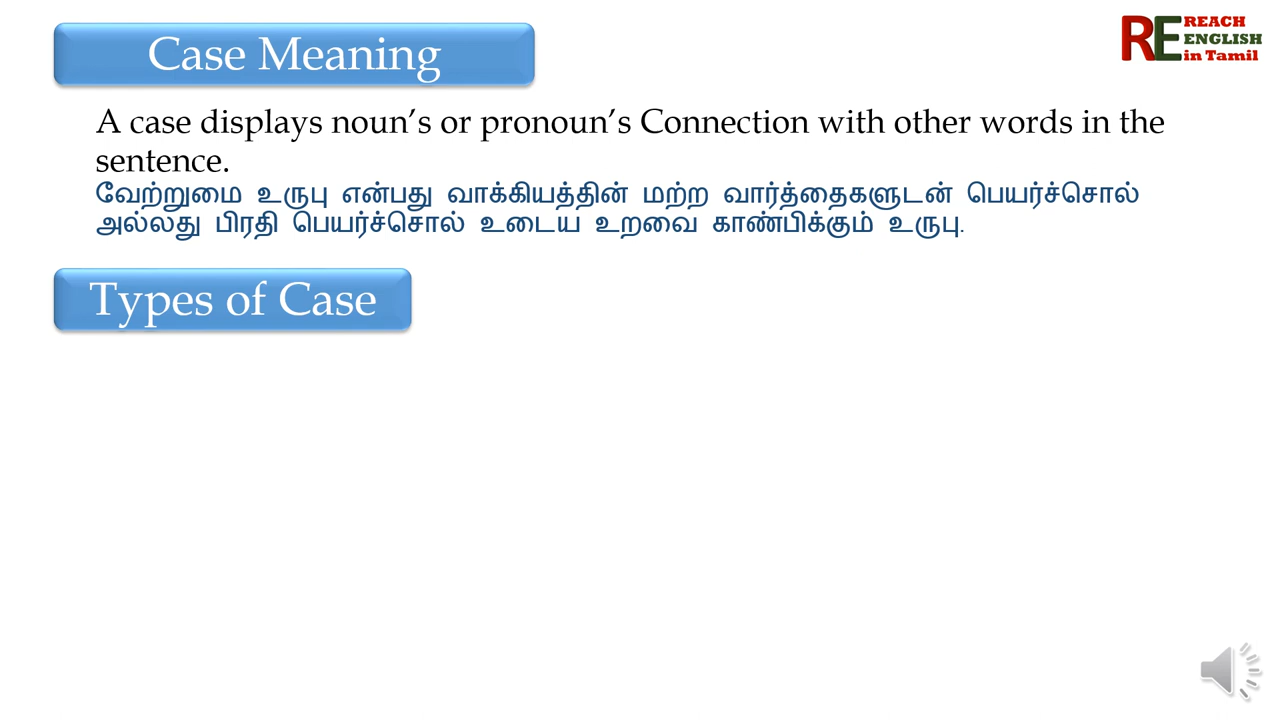 Case Meaning
RE REACH
ENGLISH
in Tamil
A case displays noun’s or pronoun’s Connection with other words in the
sentence.
வேற்றுமை உருபு என்பது வாக்கியத்தின் மற்ற வார்த்தைகளுடன் பெயர்ச்சொல்
அல்லது பிரதி பெயர்ச்சொல் உடைய உறவை காண்பிக்கும் உருபு.
Types of Case